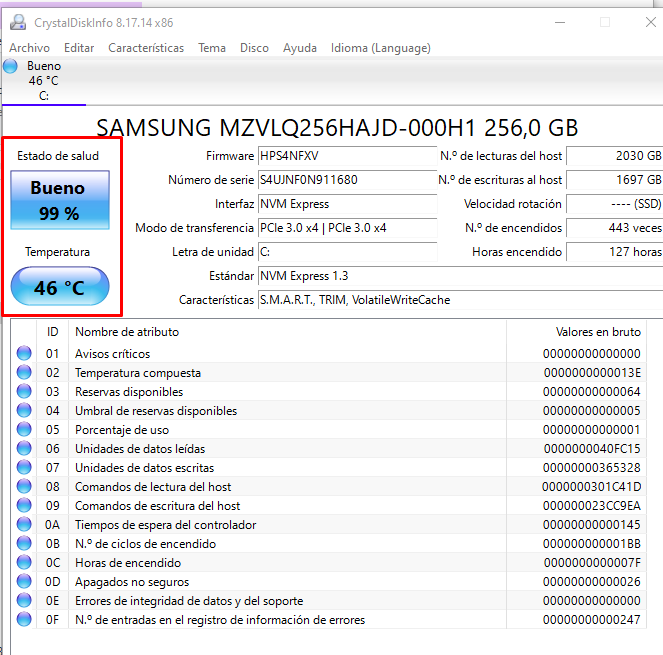 CrystalDiskInfo 8.17.14 x86
Archivo Editar Características Tema Disco Ayuda Idioma (Language)
Bueno
46 °C
C:
SAMSUNG MZVLQ256HAJD-000H1 256,0 GB
Estado de salud
Bueno
99 %
Temperatura
46 °C
Firmware HPS4NFXV N.º de lecturas del host 2030 GB
Número de serie S4UJNF0N911680 N.º de escrituras al host 1697 GB
Interfaz NVM Express Velocidad rotación ---- (SSD)
Modo de transferencia PCIe 3.0 x4 | PCIe 3.0 x4 N.º de encendidos 443 veces
Letra de unidad C: Horas encendido 127 horas
Estándar NVM Express 1.3
Características S.M.A.R.T., TRIM, VolatileWriteCache
ID Nombre de atributo Valores en bruto
01 Avisos críticos 00000000000000
02 Temperatura compuesta 0000000000013E
03 Reservas disponibles 00000000000064
04 Umbral de reservas disponibles 00000000000005
05 Porcentaje de uso 00000000000001
06 Unidades de datos leídas 0000000040FC15
07 Unidades de datos escritas 00000000365328
08 Comandos de lectura del host 0000000301C41D
09 Comandos de escritura del host 000000023CC9EA
0A Tiempos de espera del controlador 00000000000145
0B N.º de ciclos de encendido 000000000001BB
0C Horas de encendido 0000000000007F
0D Apagados no seguros 00000000000026
0E Errores de integridad de datos y del soporte 00000000000000
0F N.º de entradas en el registro de información de errores 00000000000247